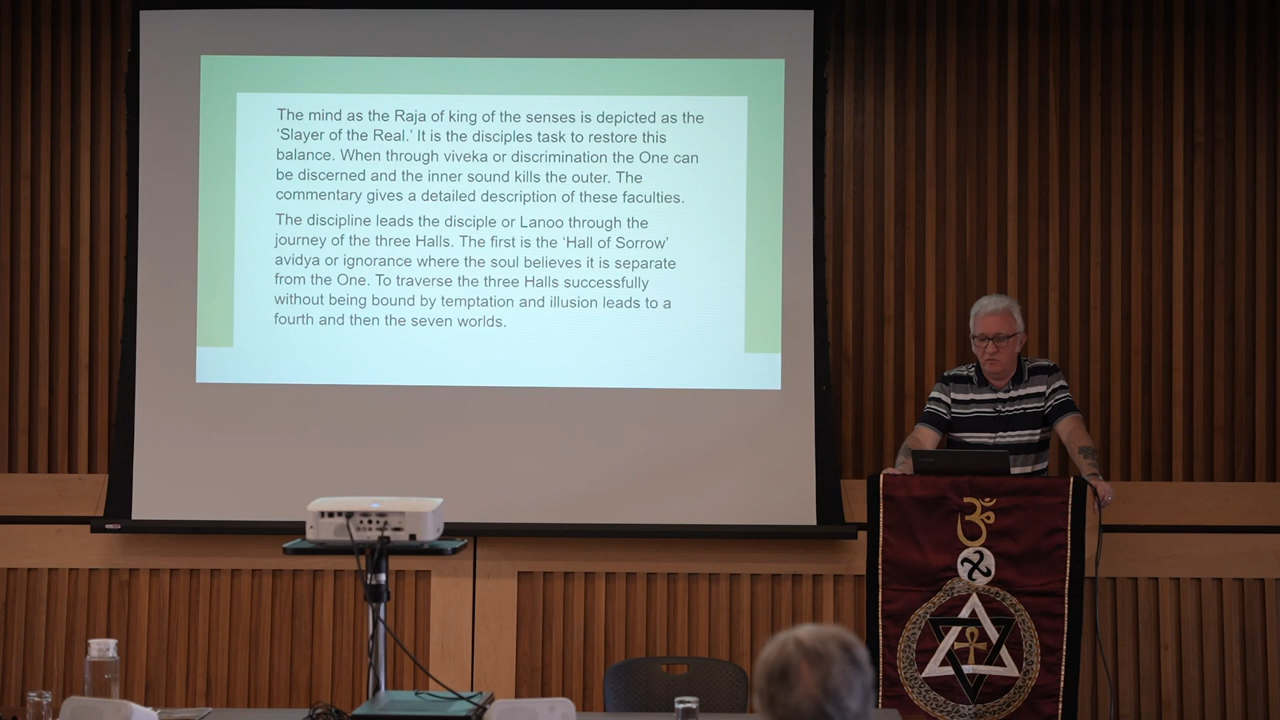 The mind as the Raja of king of the senses is depicted as the
‘Slayer of the Real.’ It is the disciples task to restore this
balance. When through viveka or discrimination the One can
be discerned and the inner sound kills the outer. The
commentary gives a detailed description of these faculties.
The discipline leads the disciple or Lanoo through the
journey of the three Halls. The first is the ‘Hall of Sorrow’
avidya or ignorance where the soul believes it is separate
from the One. To traverse the three Halls successfully
without being bound by temptation and illusion leads to a
fourth and then the seven worlds.
ॐ